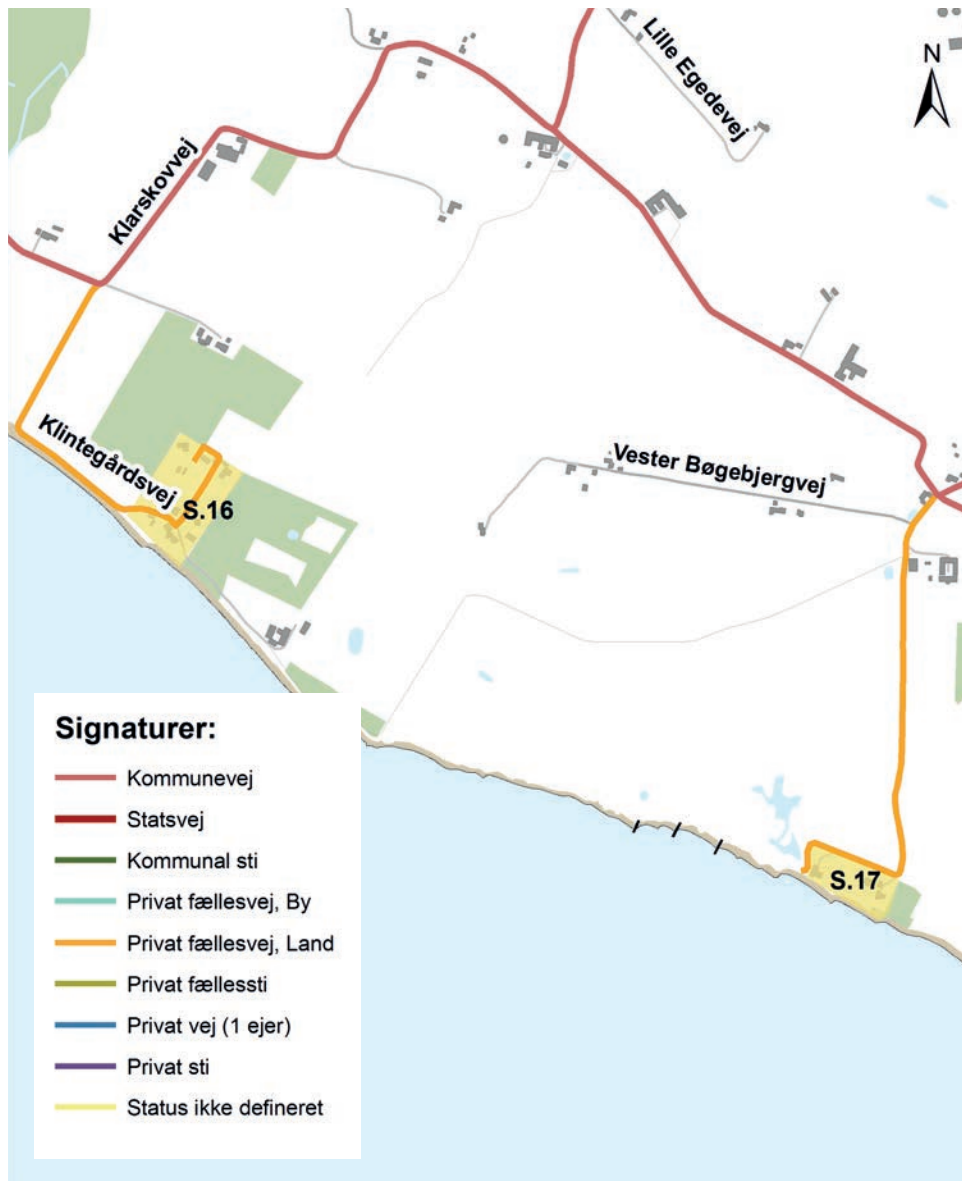 Lille Egedevej
N
Klarskovvej
Klintegårdsvej
S.16
Vester Bøgebjergvej
S.17
Signaturer:
Kommunevej
Statsvej
Kommunal sti
Privat fællesvej, By
Privat fællesvej, Land
Privat fællessti
Privat vej (1 ejer)
Privat sti
Status ikke defineret